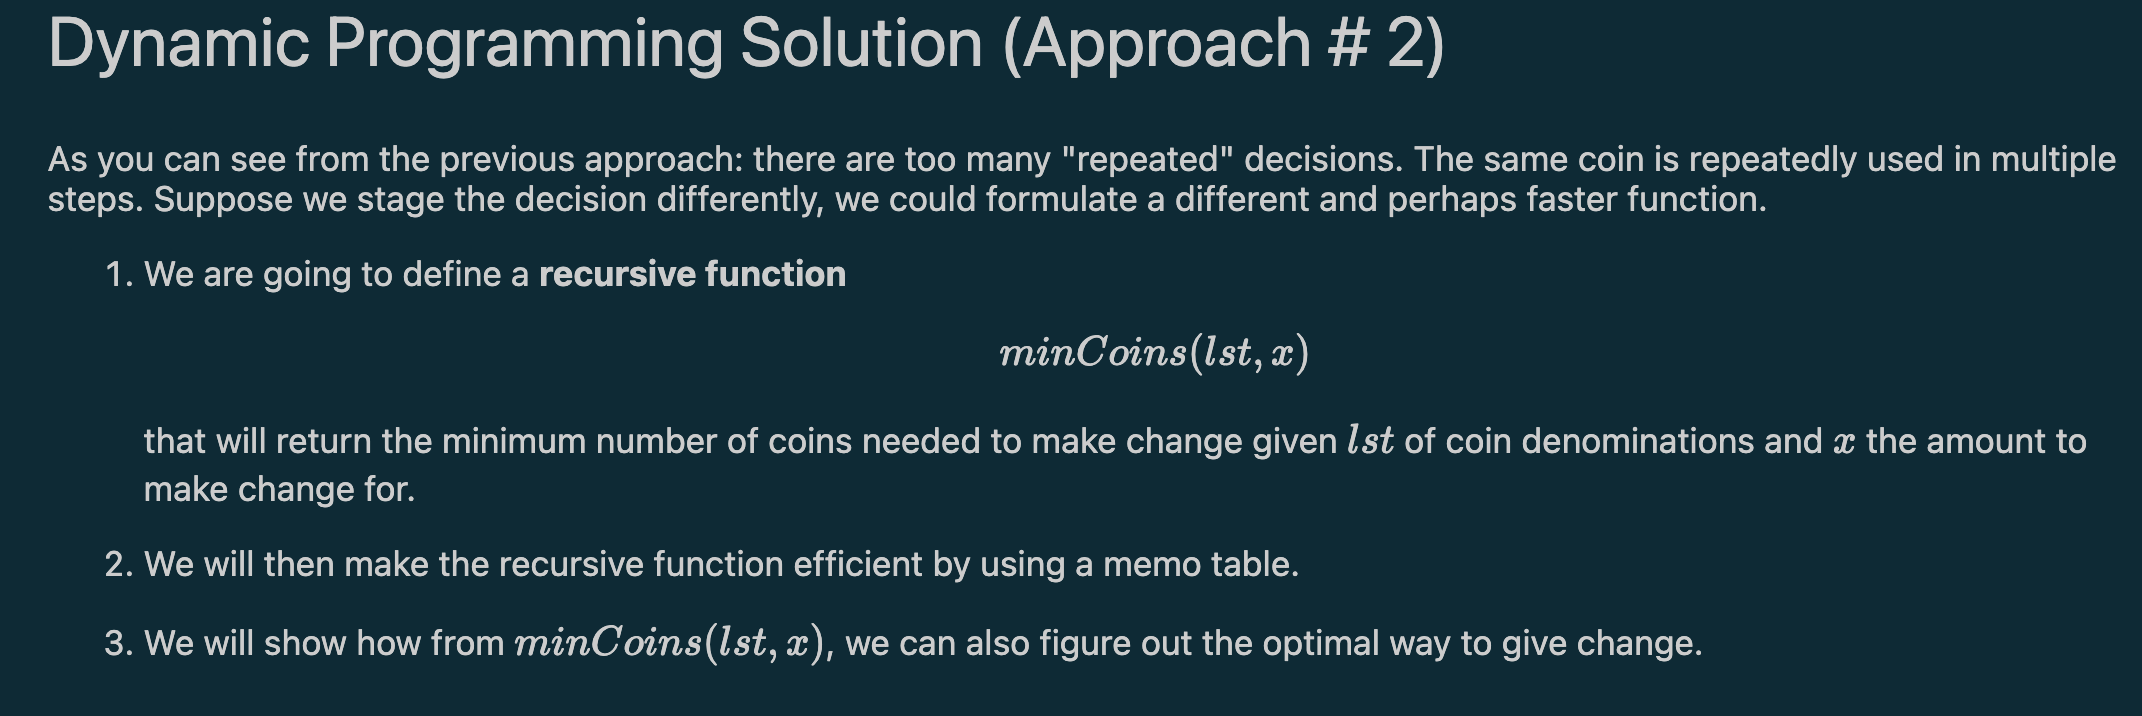 Dynamic Programming Solution (Approach # 2)
As you can see from the previous approach: there are too many "repeated" decisions. The same coin is repeatedly used in multiple
steps. Suppose we stage the decision differently, we could formulate a different and perhaps faster function.
1. We are going to define a recursive function
minCoins(lst, x)
that will return the minimum number of coins needed to make change given lst of coin denominations and x the amount to
make change for.
2. We will then make the recursive function efficient by using a memo table.
3. We will show how from minCoins(lst, x), we can also figure out the optimal way to give change.